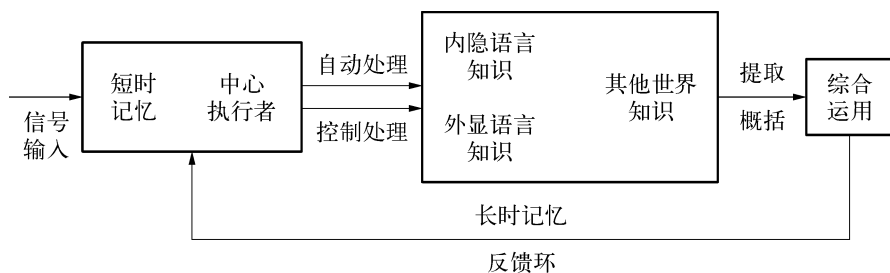 信号
输入
短时
记忆
中心
执行者
自动处理
控制处理
内隐语言
知识
外显语言
知识
其他世界
知识
提取
概括
综合
运用
长时记忆
反馈环